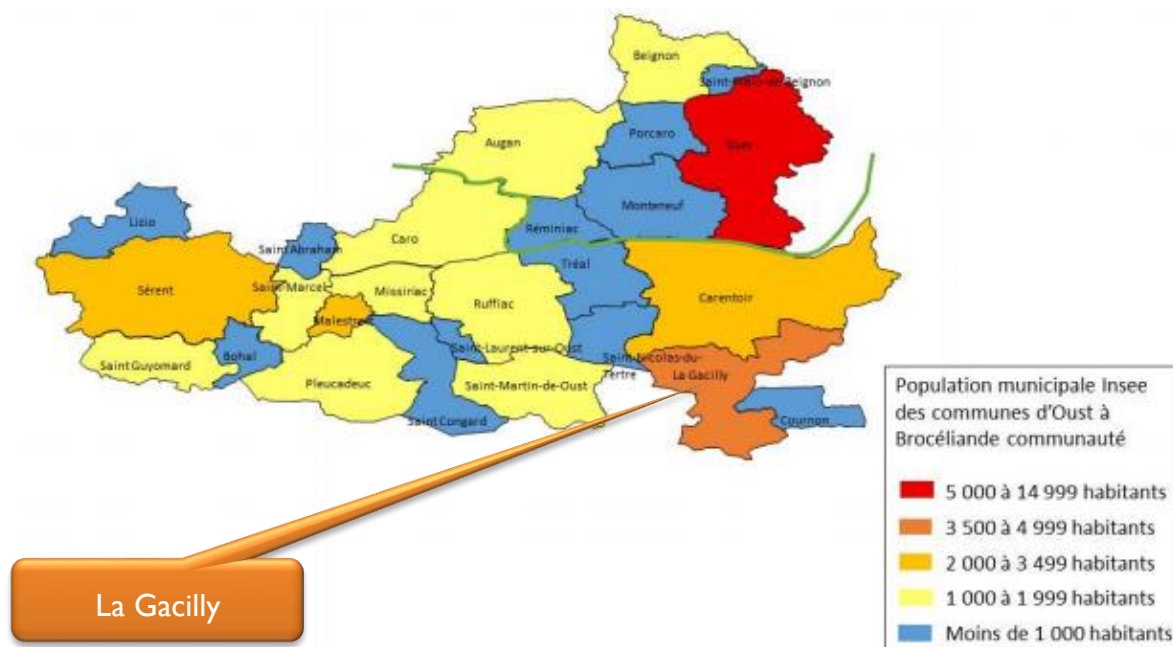 Beignon
Saint-Malo-de-Beignon
Porcaro
Guer
Augan
Monteneuf
Lizio
Réminiac
Caro
Saint Abraham
Tréal
Sérent
Saint-Marcel
Missiriac
Ruffiac
Carentoir
Malestroit
Bohal
Saint-Laurent-sur-Oust
Saint-Nicolas-du-
Tertre
Saint Guyomard
La Gacilly
Pleucadeuc
Saint-Martin-de-Oust
Saint Congard
Cournon
Population municipale Insee
des communes d'Oust à
Brocéliande communauté
5 000 à 14 999 habitants
3 500 à 4 999 habitants
2 000 à 3 499 habitants
1 000 à 1 999 habitants
Moins de 1 000 habitants
La Gacilly